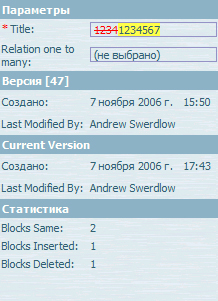 Параметры
* Title: 12341234567
Relation one to many: (не выбрано)
Версия [47]
Создано: 7 ноября 2006 г. 15:50
Last Modified By: Andrew Swerdlow
Current Version
Создано: 7 ноября 2006 г. 17:43
Last Modified By: Andrew Swerdlow
Статистика
Blocks Same: 2
Blocks Inserted: 1
Blocks Deleted: 1